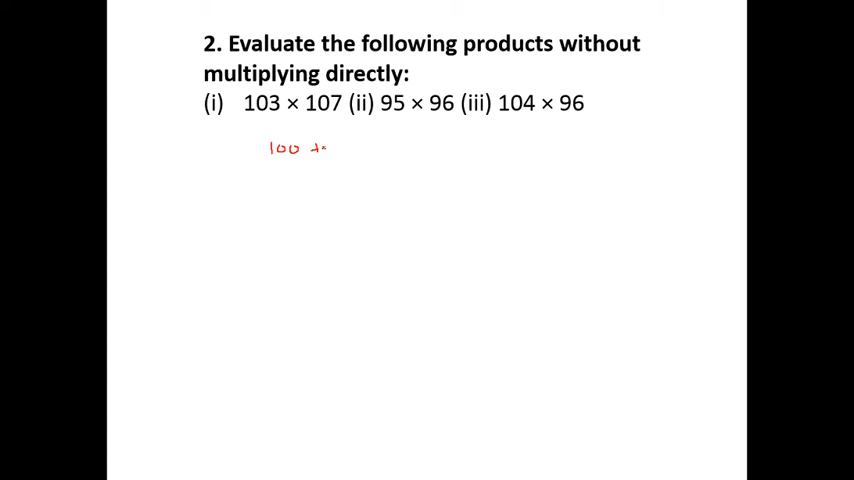 2. Evaluate the following products without
multiplying directly:
(i) 103 × 107 (ii) 95 × 96 (iii) 104 × 96
100 +